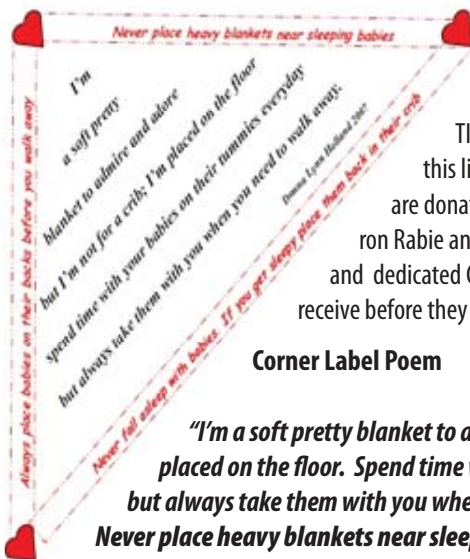 Never place heavy blankets near sleeping babies
I'm
a soft pretty
blanket to admire and adore
but I'm not for a crib; I'm placed on the floor
spend time with your babies on their tummies everyday
but always take them with you when you need to walk away.
Donna Lynn Holland 2007
Always place babies on their backs before you walk away
Never fall asleep with babies. If you get sleepy place them back in their crib
this li
are donat
ron Rabie an
and dedicated
receive before they
Corner Label Poem
"I'm a soft pretty blanket to a
placed on the floor. Spend time
but always take them with you whe
Never place heavy blankets near sleep